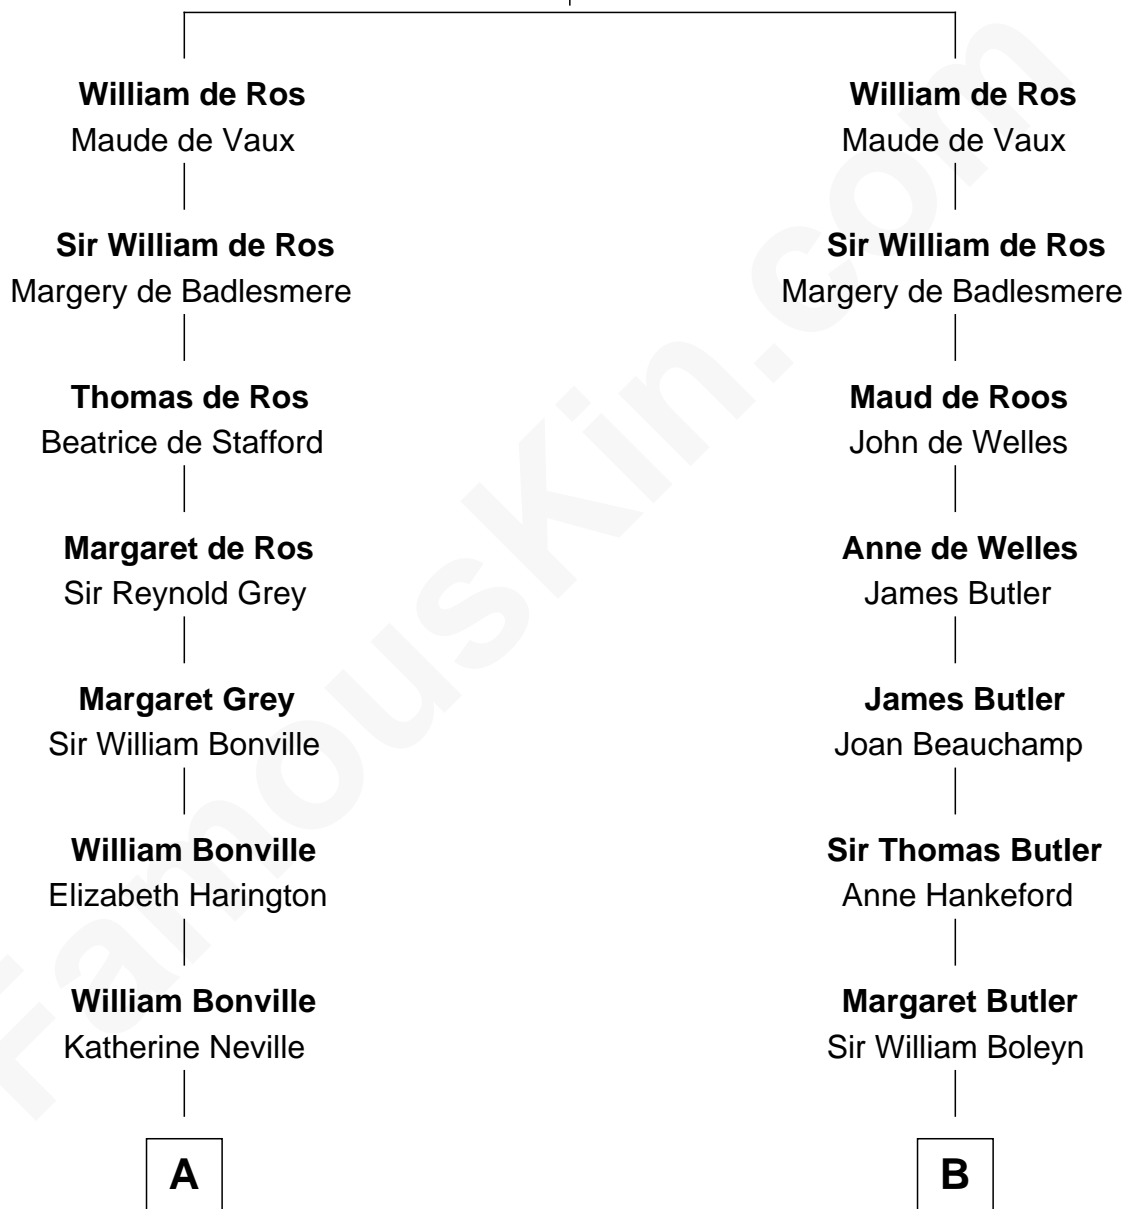 William de Ros
Maude de Vaux
Sir William de Ros
Margery de Badlesmere
Thomas de Ros
Beatrice de Stafford
Margaret de Ros
Sir Reynold Grey
Margaret Grey
Sir William Bonville
William Bonville
Elizabeth Harington
William Bonville
Katherine Neville
A
William de Ros
Maude de Vaux
Sir William de Ros
Margery de Badlesmere
Maud de Roos
John de Welles
Anne de Welles
James Butler
James Butler
Joan Beauchamp
Sir Thomas Butler
Anne Hankeford
Margaret Butler
Sir William Boleyn
B
FamousKin.com